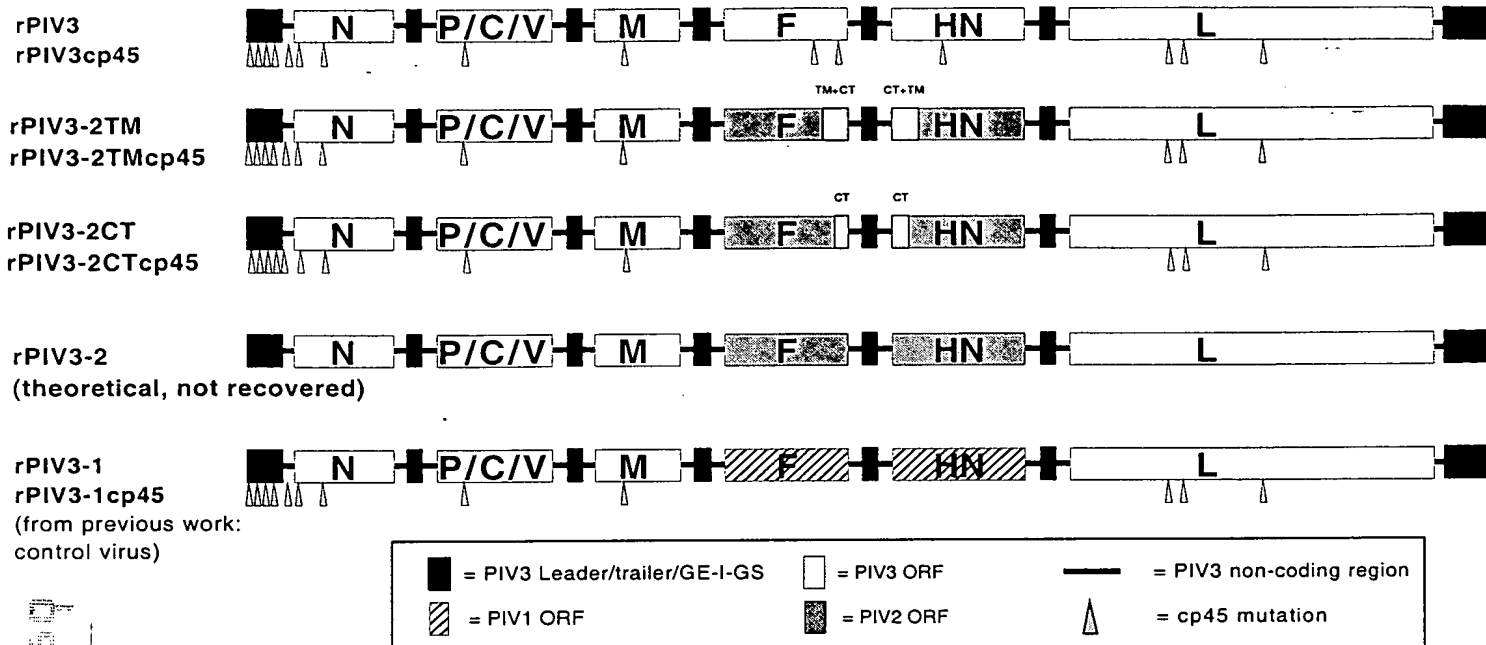 rPIV3
rPIV3cp45
N P/C/V M F HN L
TM+CT CT+TM
rPIV3-2TM
rPIV3-2TMcp45
N P/C/V M F HN L
CT CT
rPIV3-2CT
rPIV3-2CTcp45
N P/C/V M F HN L
rPIV3-2
(theoretical, not recovered)
N P/C/V M F HN L
rPIV3-1
rPIV3-1cp45
(from previous work:
control virus)
N P/C/V M F HN L
= PIV3 Leader/trailer/GE-I-GS = PIV3 ORF = PIV3 non-coding region
= PIV1 ORF = PIV2 ORF = cp45 mutation